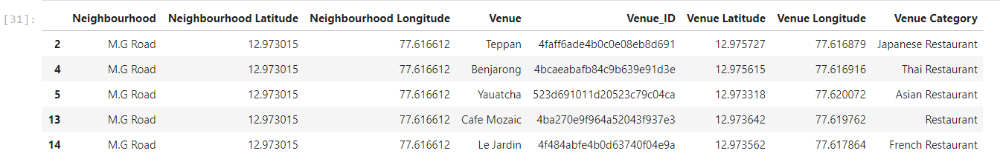 [31]: Neighbourhood Neighbourhood Latitude Neighbourhood Longitude Venue Venue_ID Venue Latitude Venue Longitude Venue Category
2 M.G Road 12.973015 77.616612 Teppan 4faff6ade4b0c0e08eb8d691 12.975727 77.616879 Japanese Restaurant
4 M.G Road 12.973015 77.616612 Benjarong 4bcaeabafb84c9b639e91d3e 12.975615 77.616916 Thai Restaurant
5 M.G Road 12.973015 77.616612 Yauatcha 523d691011d20523c79c04ca 12.973318 77.620072 Asian Restaurant
13 M.G Road 12.973015 77.616612 Cafe Mozaic 4ba270e9f964a52043f937e3 12.973642 77.619762 Restaurant
14 M.G Road 12.973015 77.616612 Le Jardin 4f484abfe4b0d63740f04e9a 12.973562 77.617864 French Restaurant